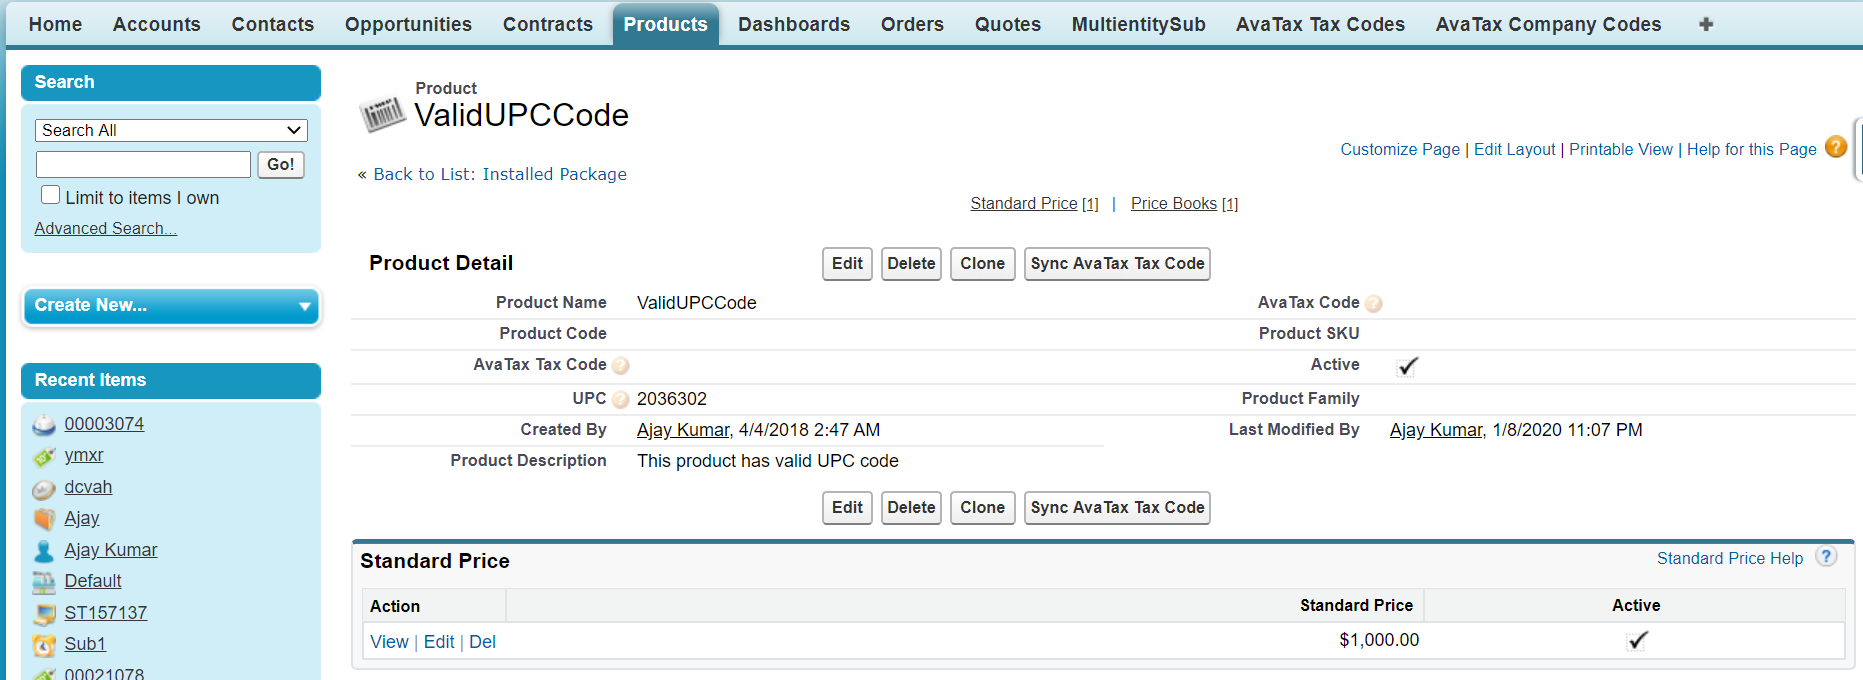 Home Accounts Contacts Opportunities Contracts Products Dashboards Orders Quotes MultientitySub AvaTax Tax Codes AvaTax Company Codes +
Search
Search All
Go!
Limit to items I own
Advanced Search...
Create New...
Recent Items
00003074
ymxr
dcvah
Ajay
Ajay Kumar
Default
ST157137
Sub1
00021078
Product
ValidUPCCode
Customize Page | Edit Layout | Printable View | Help for this Page ?
« Back to List: Installed Package
Standard Price [1] | Price Books [1]
Product Detail Edit Delete Clone Sync AvaTax Tax Code
Product Name ValidUPCCode AvaTax Code ?
Product Code Product SKU
AvaTax Tax Code ? Active
UPC ? 2036302 Product Family
Created By Ajay Kumar, 4/4/2018 2:47 AM Last Modified By Ajay Kumar, 1/8/2020 11:07 PM
Product Description This product has valid UPC code
Edit Delete Clone Sync AvaTax Tax Code
Standard Price Standard Price Help ?
Action Standard Price Active
View | Edit | Del $1,000.00